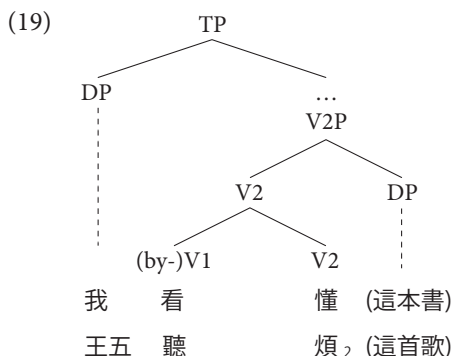 (19)
TP
DP
…
V2P
V2 DP
(by-)V1 V2
我 看 懂 (這本書)
王五 聽 煩₂ (這首歌)